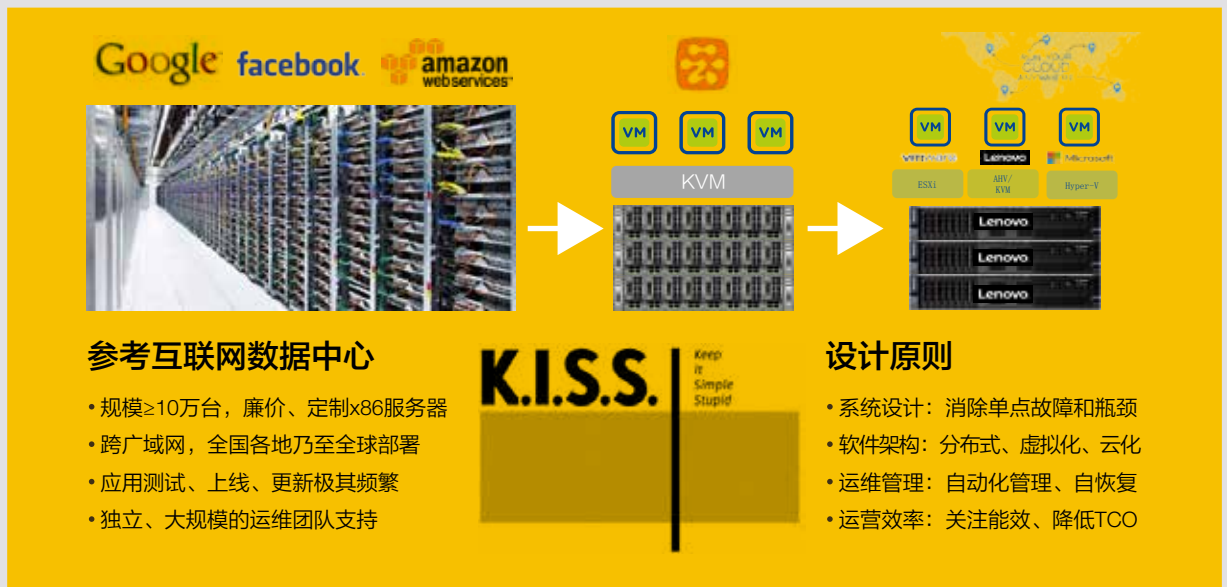 Google facebook. amazon
webservices™
RUN YOUR
CLOUD
ANYWHERE
VM VM VM
VM VM VM
vmware Lenovo Microsoft
KVM
ESXi AHV/ Hyper-V
KVM
Lenovo
Lenovo
Lenovo
参考互联网数据中心
•规模≥10万台，廉价、定制x86服务器
•跨广域网，全国各地乃至全球部署
•应用测试、上线、更新极其频繁
•独立、大规模的运维团队支持
K.I.S.S.
Keep
It
Simple
Stupid
设计原则
•系统设计：消除单点故障和瓶颈
•软件架构：分布式、虚拟化、云化
•运维管理：自动化管理、自恢复
•运营效率：关注能效、降低TCO